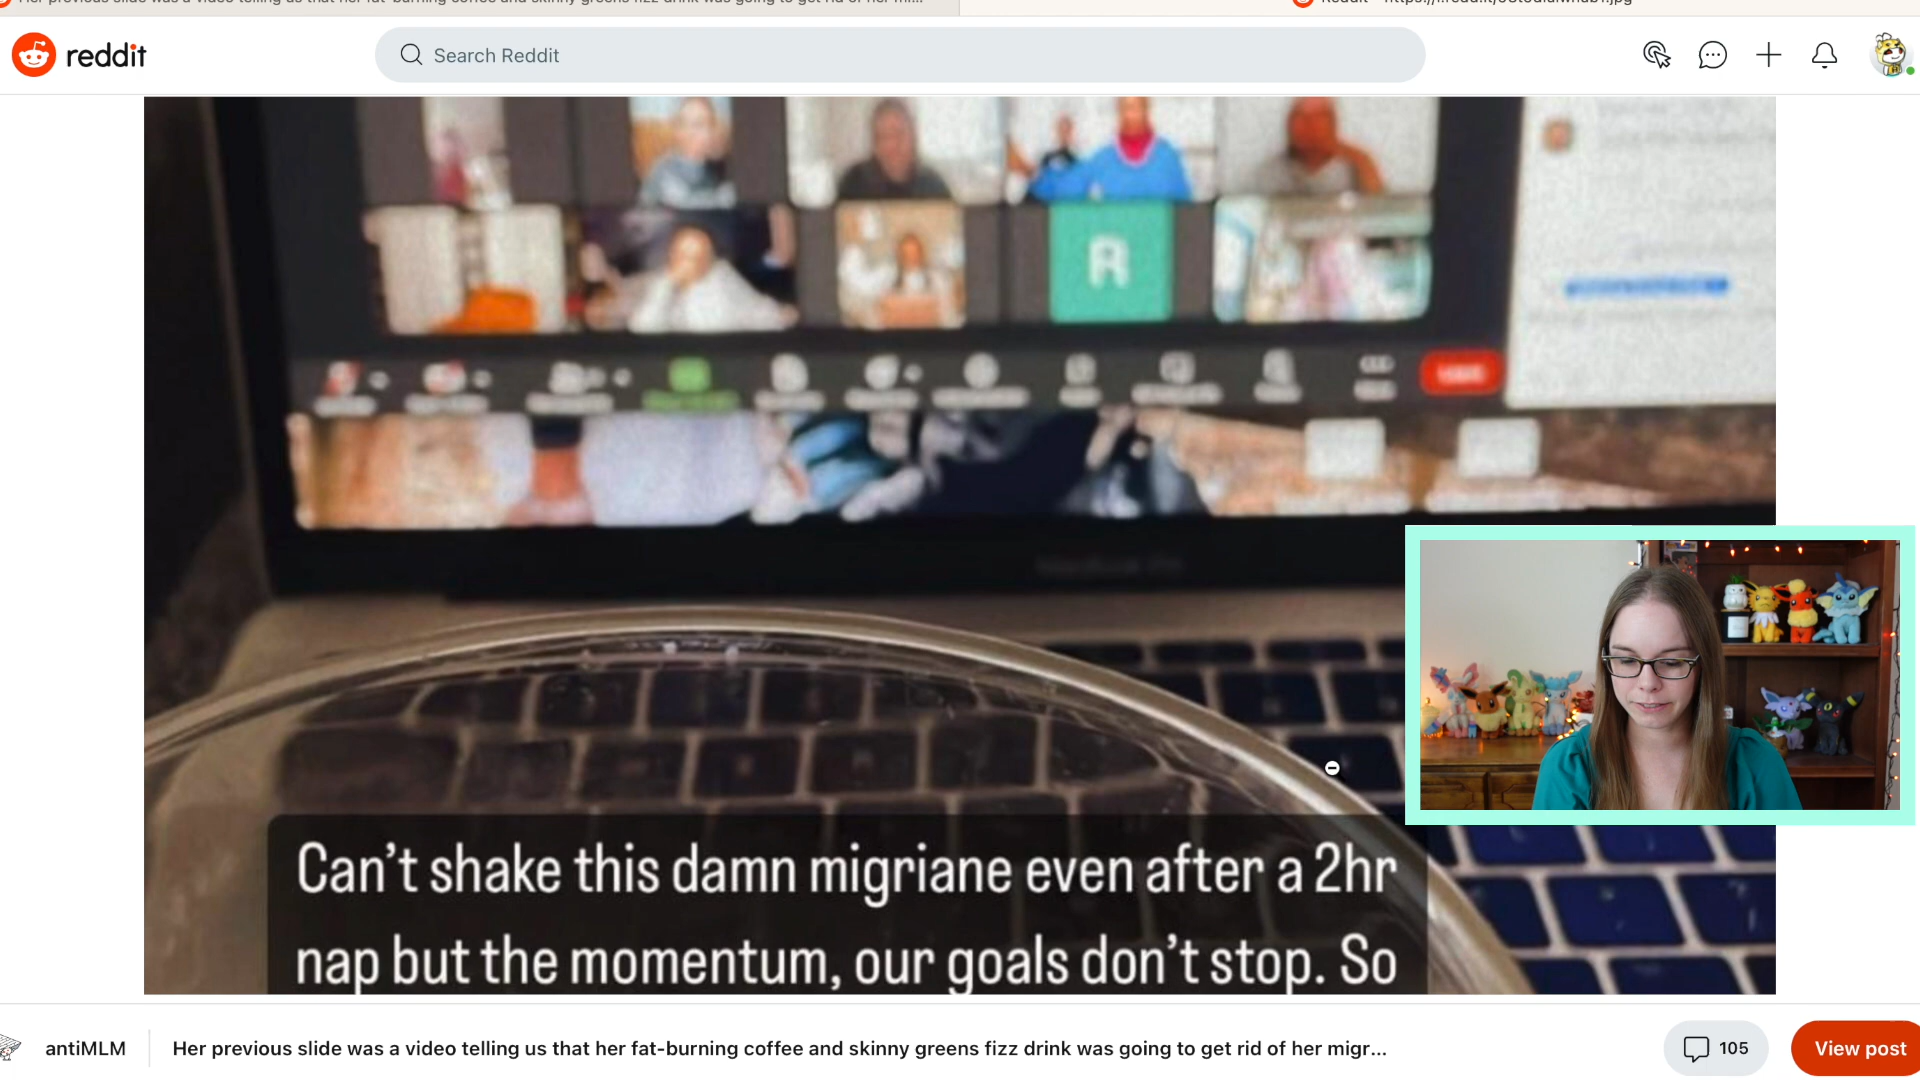 reddit
Search Reddit
R
Can't shake this damn migriane even after a 2hr
nap but the momentum, our goals don't stop. So
antiMLM
Her previous slide was a video telling us that her fat-burning coffee and skinny greens fizz drink was going to get rid of her migr...
105
View post